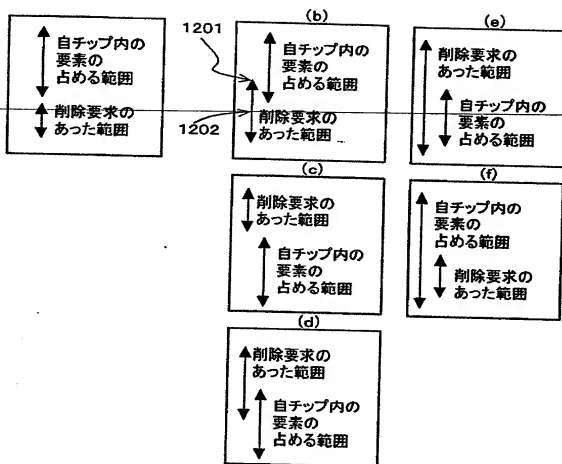 自チップ内の
要素の
占める範囲
削除要求の
あった範囲
(b)
1201
1202
自チップ内の
要素の
占める範囲
削除要求の
あった範囲
(c)
削除要求の
あった範囲
自チップ内の
要素の
占める範囲
(d)
削除要求の
あった範囲
自チップ内の
要素の
占める範囲
(e)
削除要求の
あった範囲
自チップ内の
要素の
占める範囲
(f)
自チップ内の
要素の
占める範囲
削除要求の
あった範囲